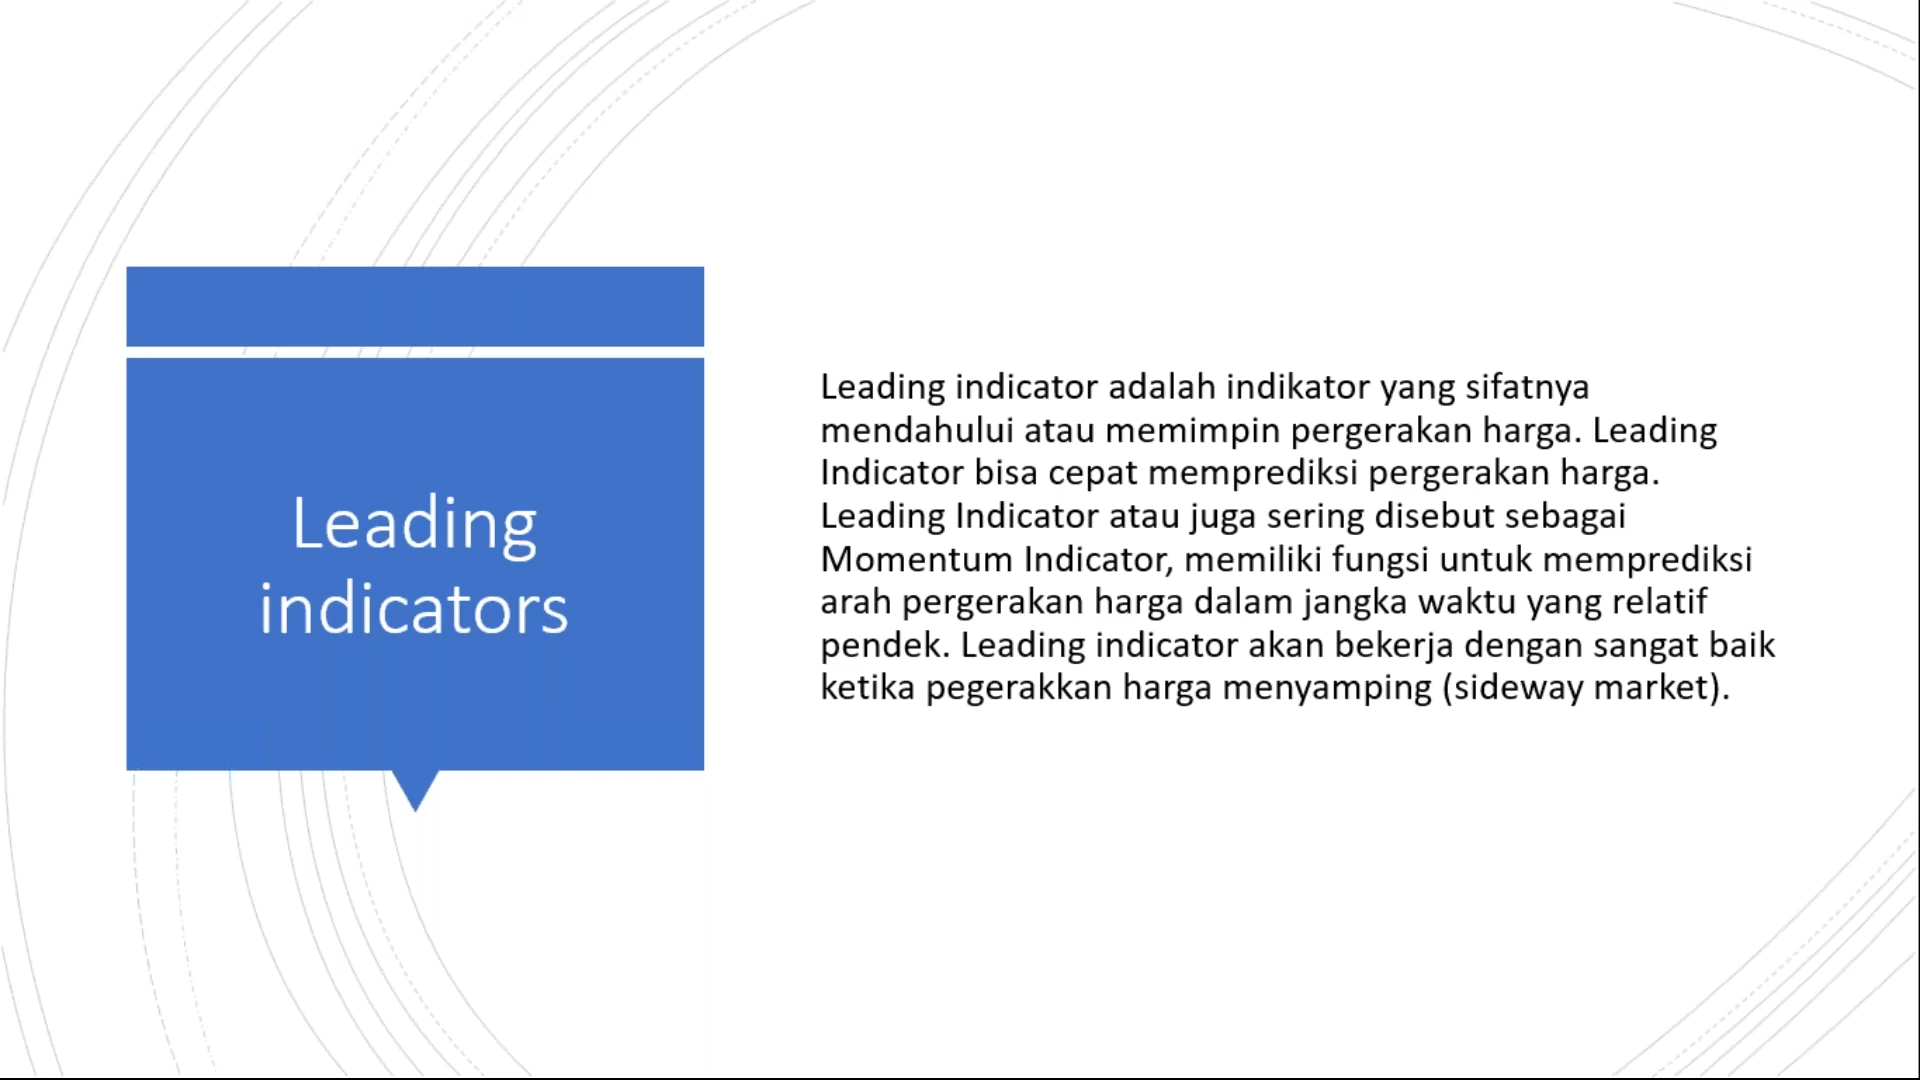 Leading
indicators
Leading indicator adalah indikator yang sifatnya
mendahului atau memimpin pergerakan harga. Leading
Indicator bisa cepat memprediksi pergerakan harga.
Leading Indicator atau juga sering disebut sebagai
Momentum Indicator, memiliki fungsi untuk memprediksi
arah pergerakan harga dalam jangka waktu yang relatif
pendek. Leading indicator akan bekerja dengan sangat baik
ketika pegerakkan harga menyamping (sideway market).